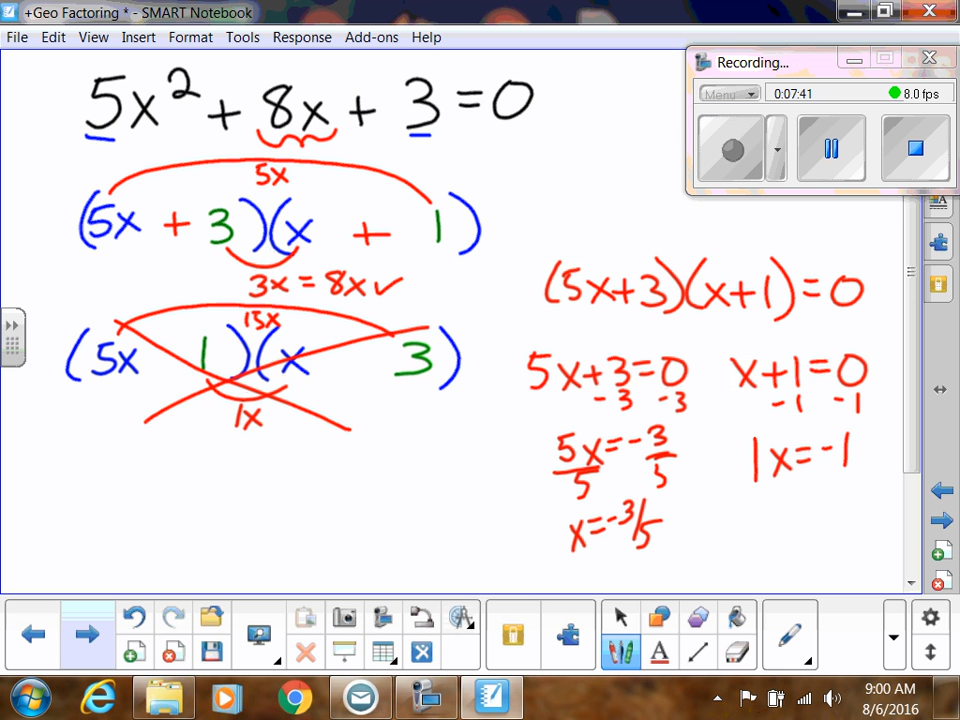 +Geo Factoring * - SMART Notebook
File Edit View Insert Format Tools Response Add-ons Help
Recording...
Menu
0:07:41
8.0 fps
5x² + 8x + 3 = 0
5x
(5x + 3)(x + 1)
3x = 8x ✓
15x
(5x 1)(x 3)
1x
(5x+3)(x+1)=0
5x+3=0 x+1=0
-3 -3 -1 -1
5x=-3 1x=-1
5 5
x=-3/5
9:00 AM
8/6/2016